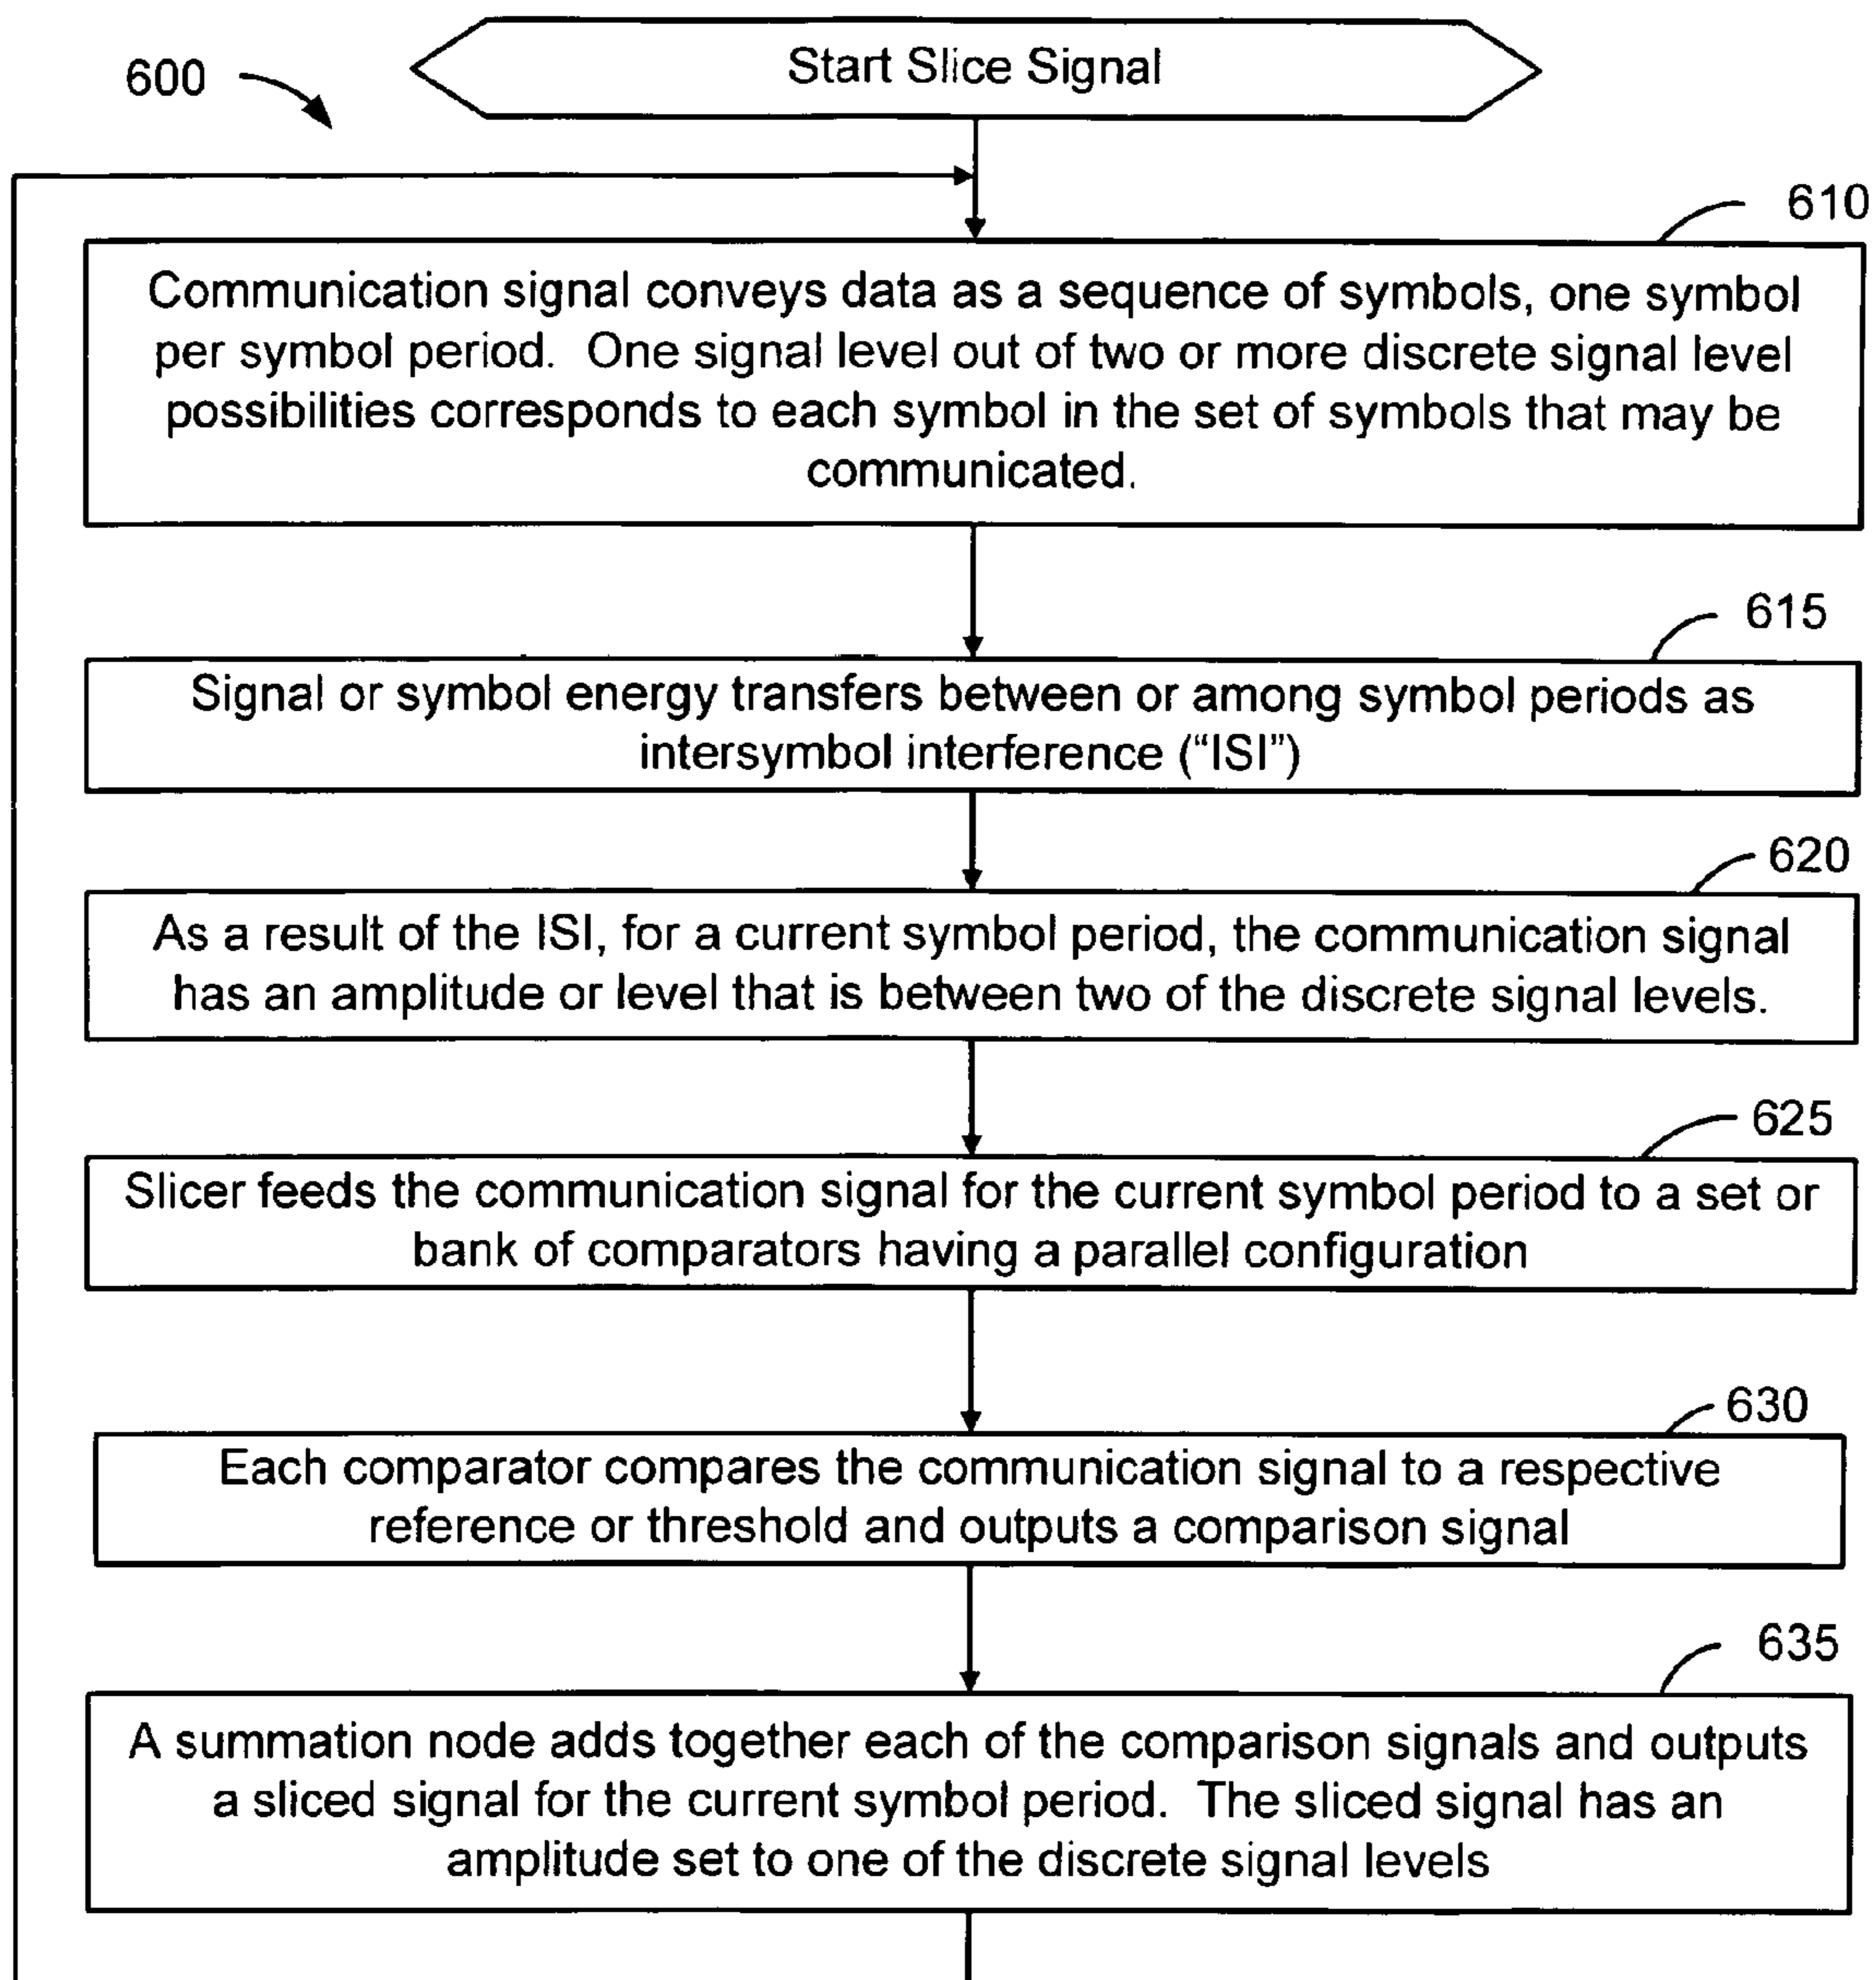 Start Slice Signal
600
610
Communication signal conveys data as a sequence of symbols, one symbol
per symbol period. One signal level out of two or more discrete signal level
possibilities corresponds to each symbol in the set of symbols that may be
communicated.
615
Signal or symbol energy transfers between or among symbol periods as
intersymbol interference (“ISI”)
620
As a result of the ISI, for a current symbol period, the communication signal
has an amplitude or level that is between two of the discrete signal levels.
625
Slicer feeds the communication signal for the current symbol period to a set or
bank of comparators having a parallel configuration
630
Each comparator compares the communication signal to a respective
reference or threshold and outputs a comparison signal
635
A summation node adds together each of the comparison signals and outputs
a sliced signal for the current symbol period. The sliced signal has an
amplitude set to one of the discrete signal levels